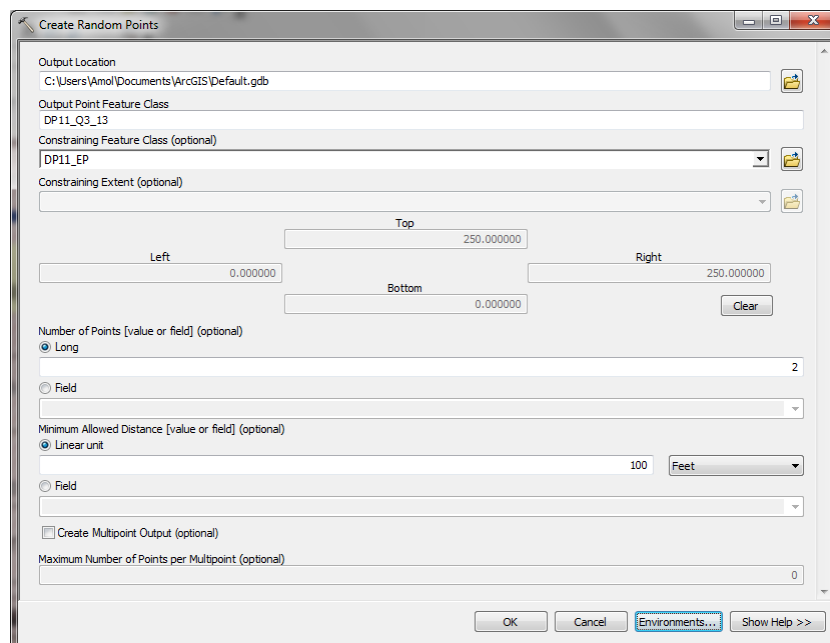 Create Random Points
Output Location
C:\Users\Amol\Documents\ArcGIS\Default.gdb
Output Point Feature Class
DP11_Q3_13
Constraining Feature Class (optional)
DP11_EP
Constraining Extent (optional)
Top
250.000000
Left Right
0.000000 250.000000
Bottom
0.000000
Clear
Number of Points [value or field] (optional)
Long
2
Field
Minimum Allowed Distance [value or field] (optional)
Linear unit
100 Feet
Field
Create Multipoint Output (optional)
Maximum Number of Points per Multipoint (optional)
0
OK Cancel Environments... Show Help >>